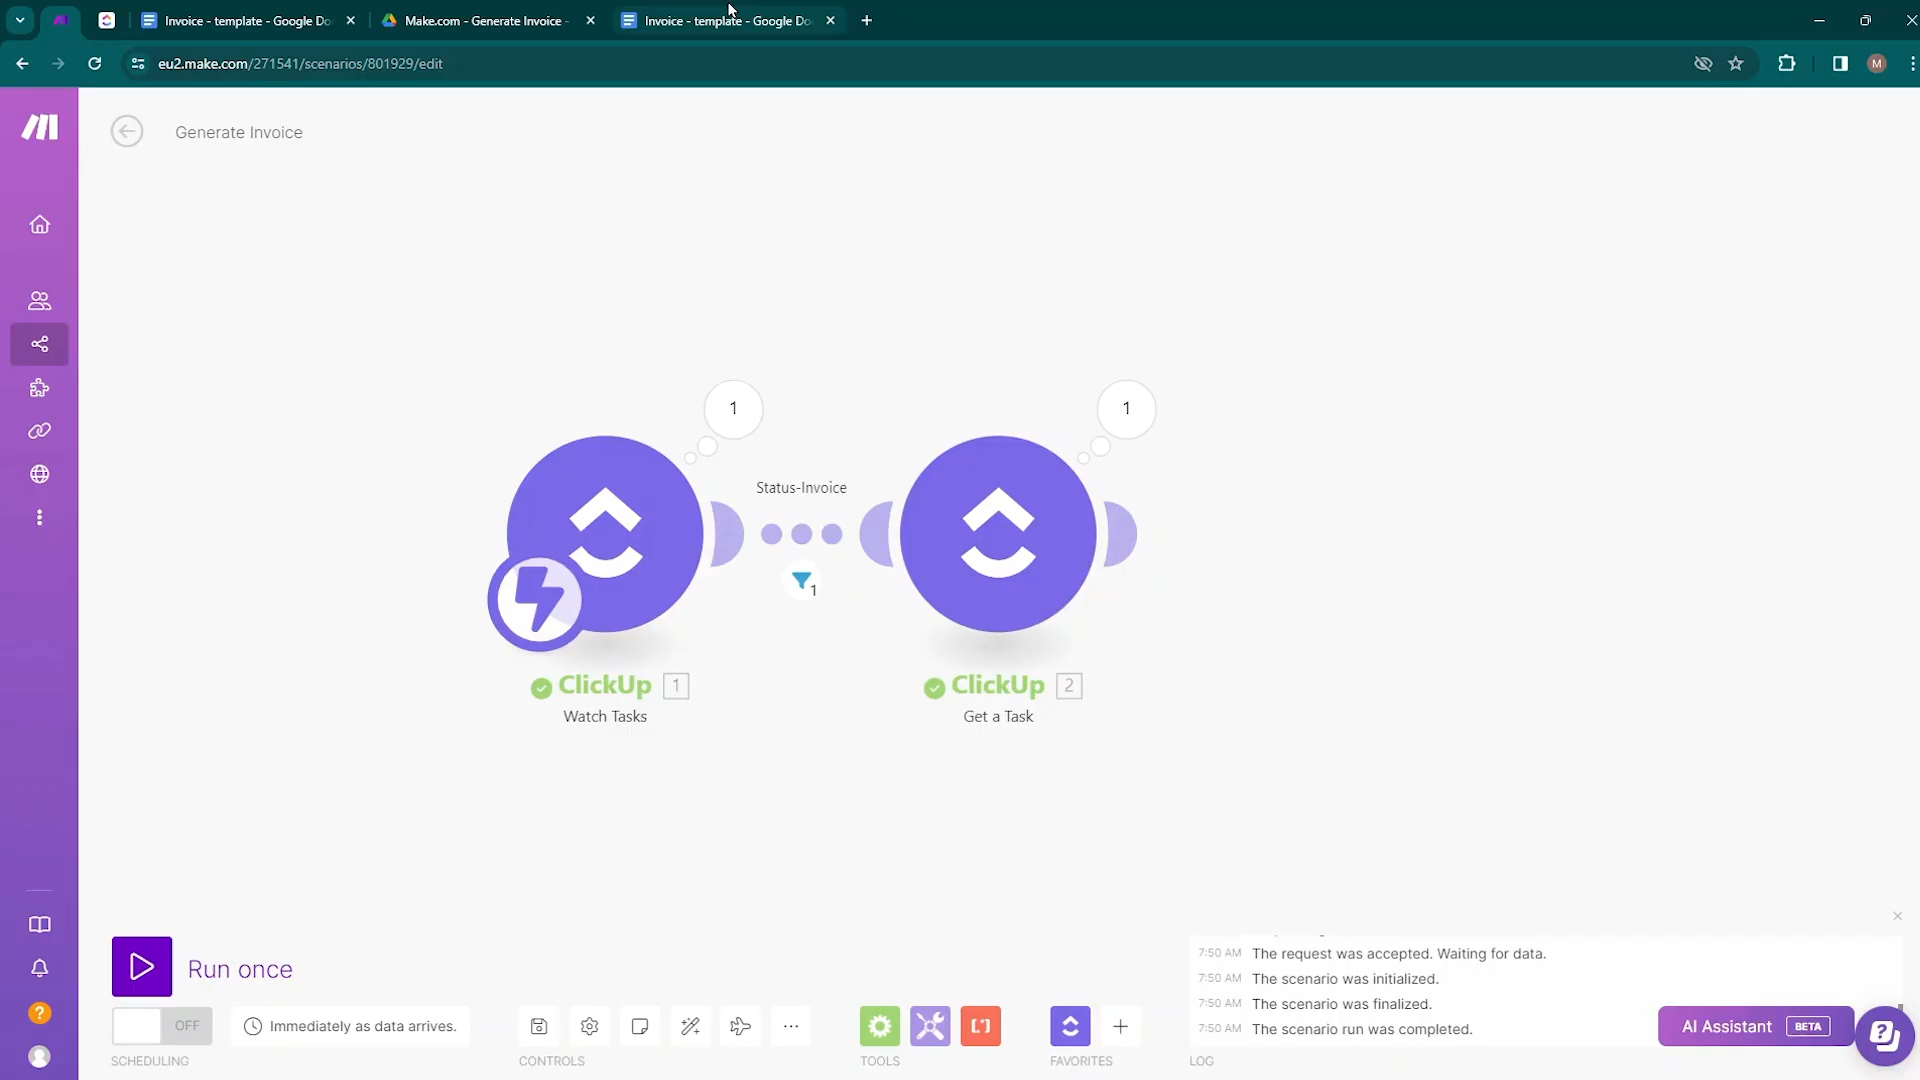 Invoice - template - Google Do
Make.com - Generate Invoice -
Invoice - template - Google Do
eu2.make.com/271541/scenarios/801929/edit
M
Generate Invoice
1
1
Status-Invoice
1
ClickUp 1
Watch Tasks
ClickUp 2
Get a Task
Run once
OFF
Immediately as data arrives.
SCHEDULING
CONTROLS
TOOLS
FAVORITES
7:50 AM The request was accepted. Waiting for data.
7:50 AM The scenario was initialized.
7:50 AM The scenario was finalized.
7:50 AM The scenario run was completed.
LOG
AI Assistant BETA